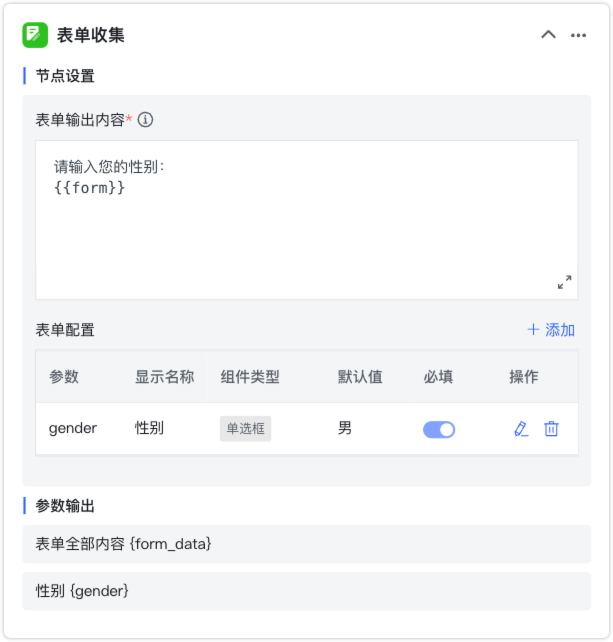 表单收集
节点设置
表单输出内容*
请输入您的性别：
{{form}}
表单配置
添加
参数 显示名称 组件类型 默认值 必填 操作
gender 性别 单选框 男
参数输出
表单全部内容 {form_data}
性别 {gender}